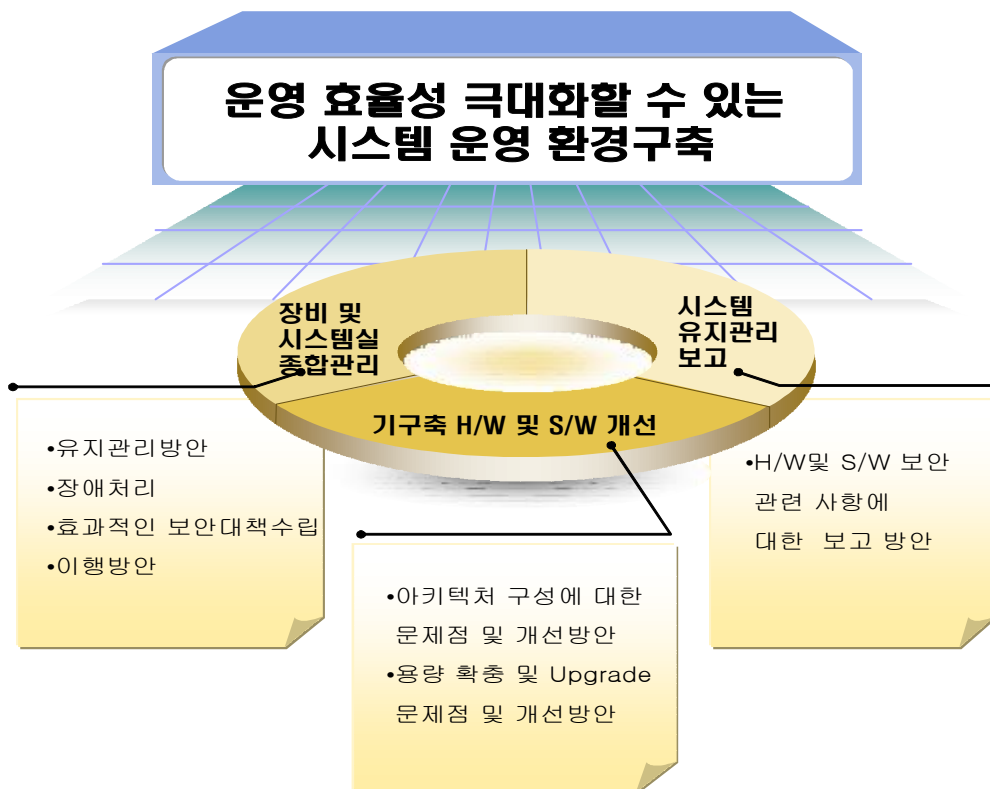 운영 효율성 극대화할 수 있는
시스템 운영 환경구축
장비 및
시스템실
종합관리
시스템
유지관리
보고
기구축 H/W 및 S/W 개선
•유지관리방안
•장애처리
•효과적인 보안대책수립
•이행방안
•아키텍처 구성에 대한
문제점 및 개선방안
•용량 확충 및 Upgrade
문제점 및 개선방안
•H/W및 S/W 보안
관련 사항에
대한 보고 방안